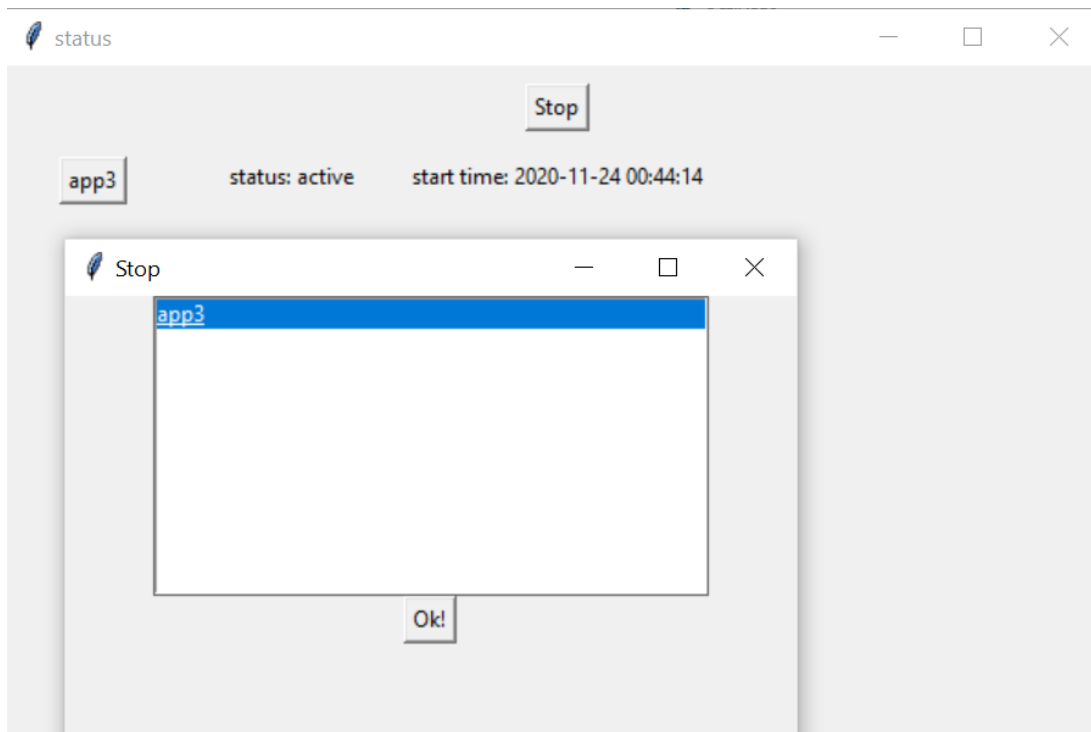 status
Stop
app3 status: active start time: 2020-11-24 00:44:14
Stop
app3
Ok!